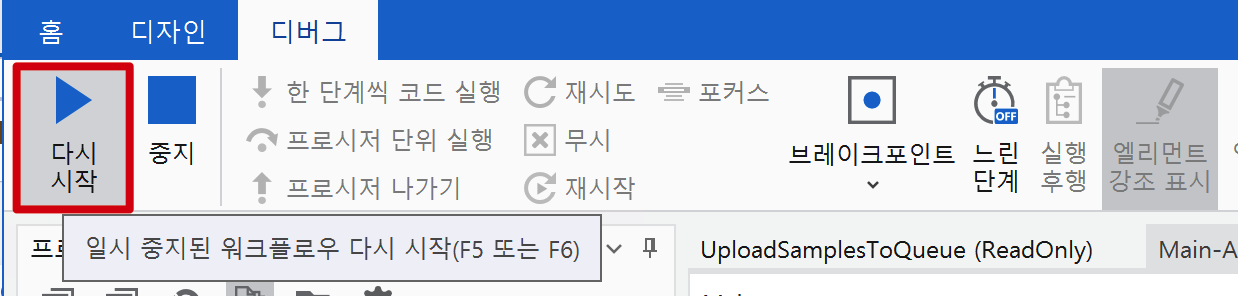 홈 디자인 디버그
다시
시작
중지
한 단계씩 코드 실행
프로시저 단위 실행
프로시저 나가기
재시도
무시
재시작
포커스
브레이크포인트
느린
단계
OFF
실행
후행
엘리먼트
강조 표시
일시 중지된 워크플로우 다시 시작(F5 또는 F6)
UploadSamplesToQueue (ReadOnly)
Main-A